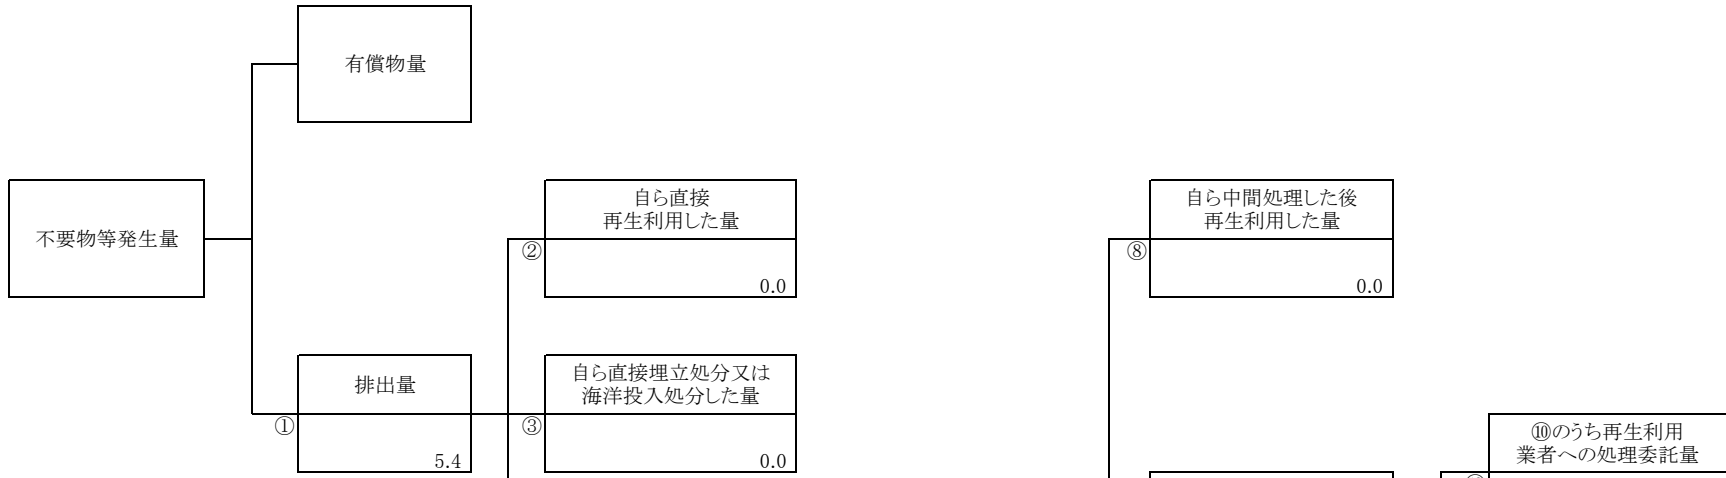 有償物量
不要物等発生量
自ら直接
再生利用した量
②
0.0
自ら中間処理した後
再生利用した量
⑧
0.0
排出量
①
5.4
自ら直接埋立処分又は
海洋投入処分した量
③
0.0
⑩のうち再生利用
業者への処理委託量